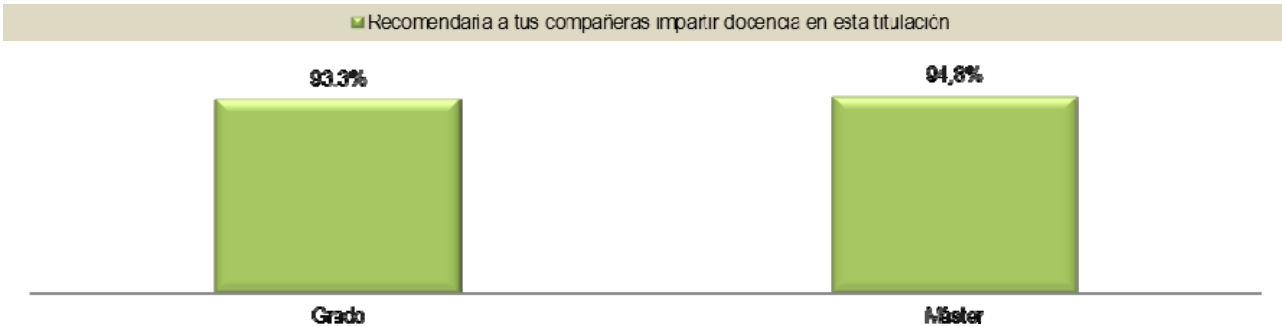 Recomendaría a tus compañeras impartir docencia en esta titulación
93.3%
94,8%
Grado
Máster